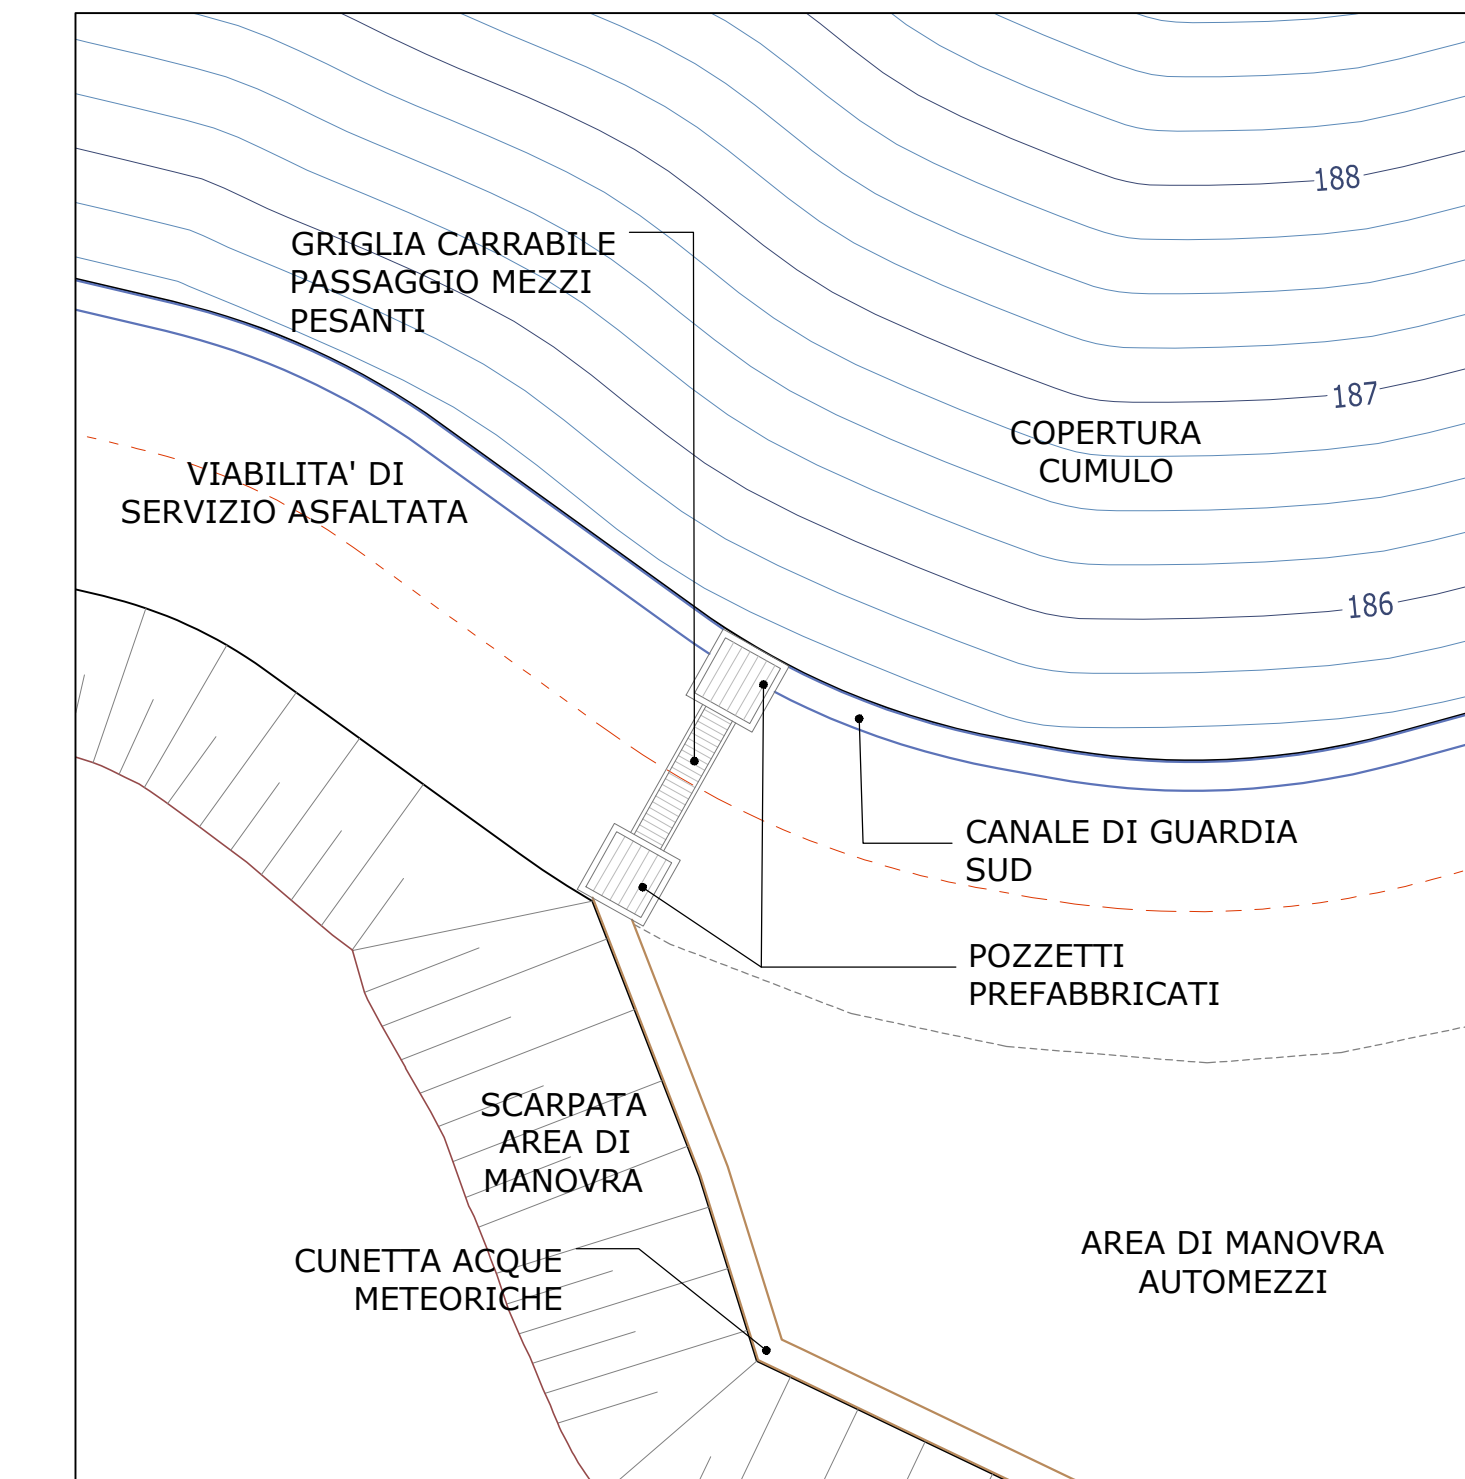 188
GRIGLIA CARRABILE
PASSAGGIO MEZZI
PESANTI
187
COPERTURA
CUMULO
VIABILITA' DI
SERVIZIO ASFALTATA
186
CANALE DI GUARDIA
SUD
POZZETTI
PREFABBRICATI
SCARPATA
AREA DI
MANOVRA
CUNETTA ACQUE
METEORICHE
AREA DI MANOVRA
AUTOMEZZI